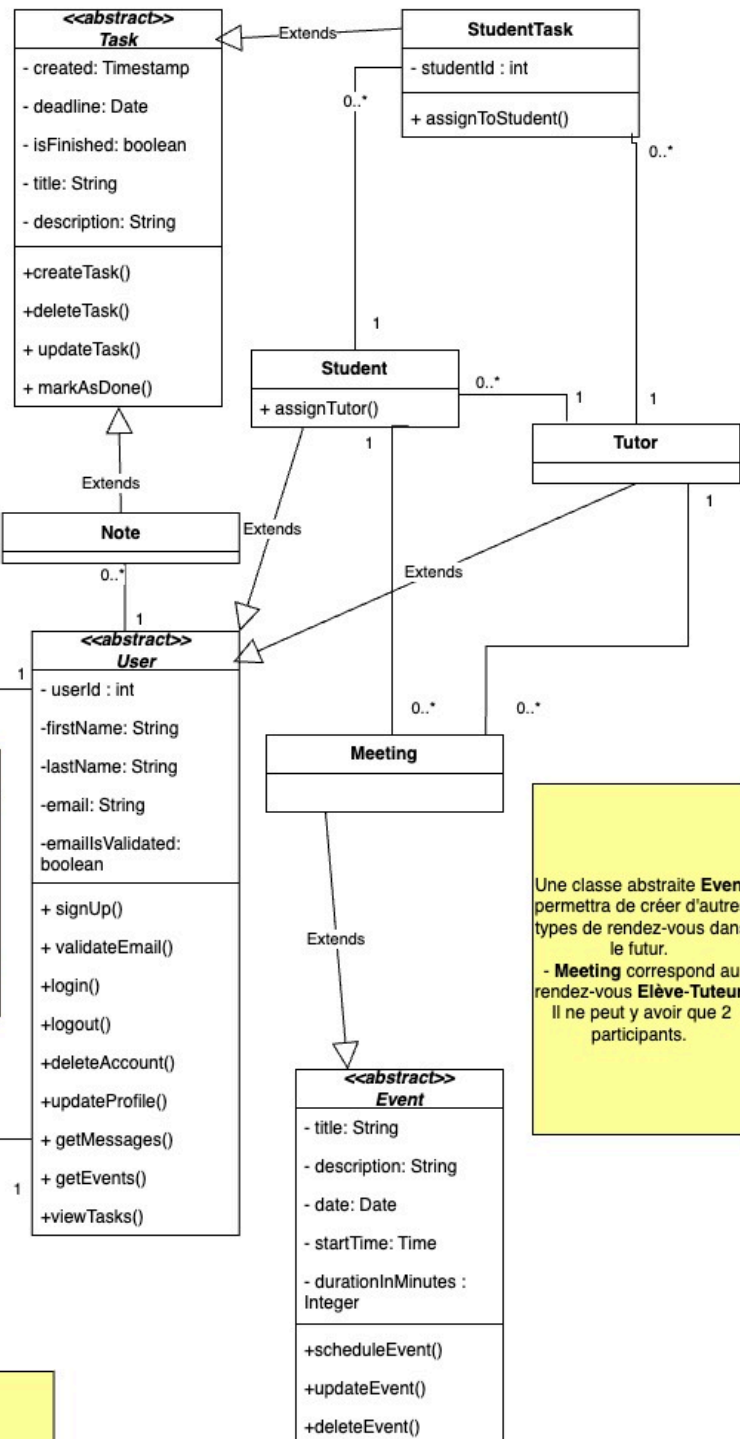 <<abstract>>
Task
- created: Timestamp
- deadline: Date
- isFinished: boolean
- title: String
- description: String
+createTask()
+deleteTask()
+ updateTask()
+ markAsDone()
Extends
StudentTask
- studentId : int
+ assignToStudent()
0..*
0..*
1
Student
+ assignTutor()
0..*
1
1
1
Tutor
1
Extends
Note
0..*
1
Extends
Extends
<<abstract>>
User
1
- userId : int
-firstName: String
-lastName: String
-email: String
-emailIsValidated:
boolean
+ signUp()
+ validateEmail()
+login()
+logout()
+deleteAccount()
+updateProfile()
+ getMessages()
+ getEvents()
+viewTasks()
1
0..*
0..*
Meeting
Extends
<<abstract>>
Event
- title: String
- description: String
- date: Date
- startTime: Time
- durationInMinutes :
Integer
+scheduleEvent()
+updateEvent()
+deleteEvent()
Une classe abstraite Even
permettra de créer d'autre
types de rendez-vous dans
le futur.
- Meeting correspond au
rendez-vous Elève-Tuteur
Il ne peut y avoir que 2
participants.